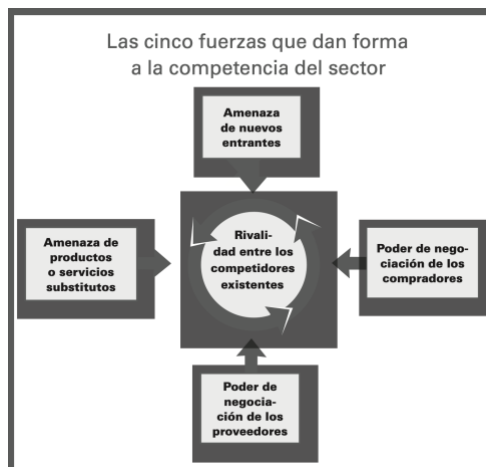 Las cinco fuerzas que dan forma
a la competencia del sector
Amenaza
de nuevos
entrantes
Amenaza de
productos
o servicios
substitutos
Rivali-
dad entre los
competidores
existentes
Poder de nego-
ciación de los
compradores
Poder de
negocia-
ción de los
proveedores